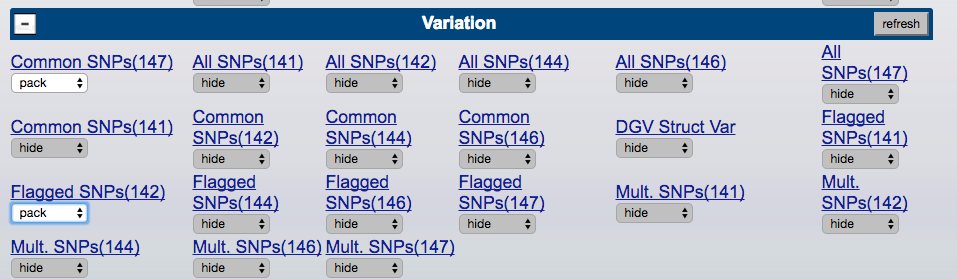 − Variation refresh
Common SNPs(147) All SNPs(141) All SNPs(142) All SNPs(144) All SNPs(146) All
SNPs(147)
pack hide hide hide hide hide
Common SNPs(141) Common
SNPs(142) Common
SNPs(144) Common
SNPs(146) DGV Struct Var Flagged
SNPs(141)
hide hide hide hide hide hide
Flagged SNPs(142) Flagged
SNPs(144) Flagged
SNPs(146) Flagged
SNPs(147) Mult. SNPs(141) Mult.
SNPs(142)
pack hide hide hide hide hide
Mult. SNPs(144) Mult. SNPs(146) Mult. SNPs(147)
hide hide hide